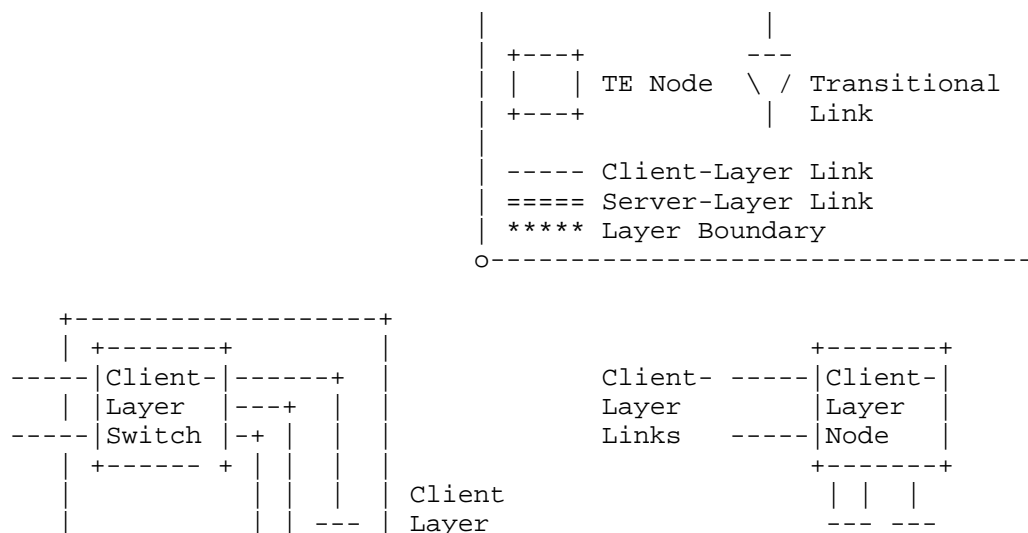 TE Node \ / Transitional
Link
----- Client-Layer Link
===== Server-Layer Link
***** Layer Boundary
Client-
Layer
Switch
Client
Layer
Client-
Layer
Links
Client-
Layer
Node